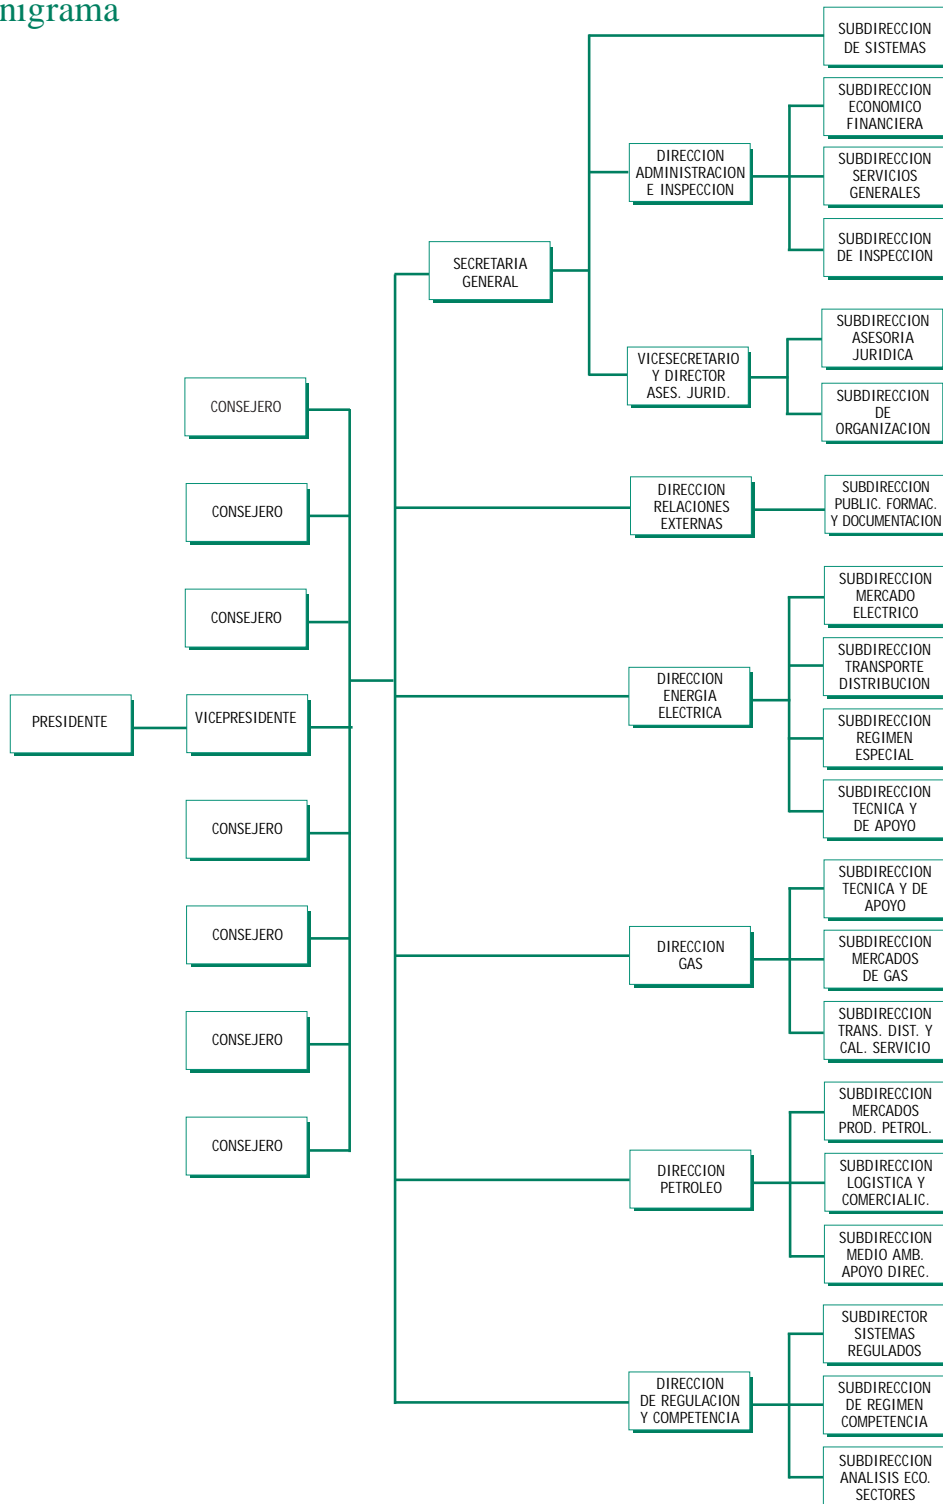 nigrama
SUBDIRECCION
DE SISTEMAS
SUBDIRECCION
ECONOMICO
FINANCIERA
DIRECCION
ADMINISTRACION
E INSPECCION
SUBDIRECCION
SERVICIOS
GENERALES
SUBDIRECCION
DE INSPECCION
SECRETARIA
GENERAL
SUBDIRECCION
ASESORIA
JURIDICA
VICESECRETARIO
Y DIRECTOR
ASES. JURID.
SUBDIRECCION
DE
ORGANIZACION
CONSEJERO
CONSEJERO
CONSEJERO
PRESIDENTE
VICEPRESIDENTE
CONSEJERO
CONSEJERO
CONSEJERO
CONSEJERO
DIRECCION
RELACIONES
EXTERNAS
SUBDIRECCION
PUBLIC. FORMAC.
Y DOCUMENTACION
DIRECCION
ENERGIA
ELECTRICA
SUBDIRECCION
MERCADO
ELECTRICO
SUBDIRECCION
TRANSPORTE
DISTRIBUCION
SUBDIRECCION
REGIMEN
ESPECIAL
SUBDIRECCION
TECNICA Y
DE APOYO
DIRECCION
GAS
SUBDIRECCION
TECNICA Y DE
APOYO
SUBDIRECCION
MERCADOS
DE GAS
SUBDIRECCION
TRANS. DIST. Y
CAL. SERVICIO
DIRECCION
PETROLEO
SUBDIRECCION
MERCADOS
PROD. PETROL.
SUBDIRECCION
LOGISTICA Y
COMERCIALIC.
SUBDIRECCION
MEDIO AMB.
APOYO DIREC.
DIRECCION
DE REGULACION
Y COMPETENCIA
SUBDIRECTOR
SISTEMAS
REGULADOS
SUBDIRECCION
DE REGIMEN
COMPETENCIA
SUBDIRECCION
ANALISIS ECO.
SECTORES